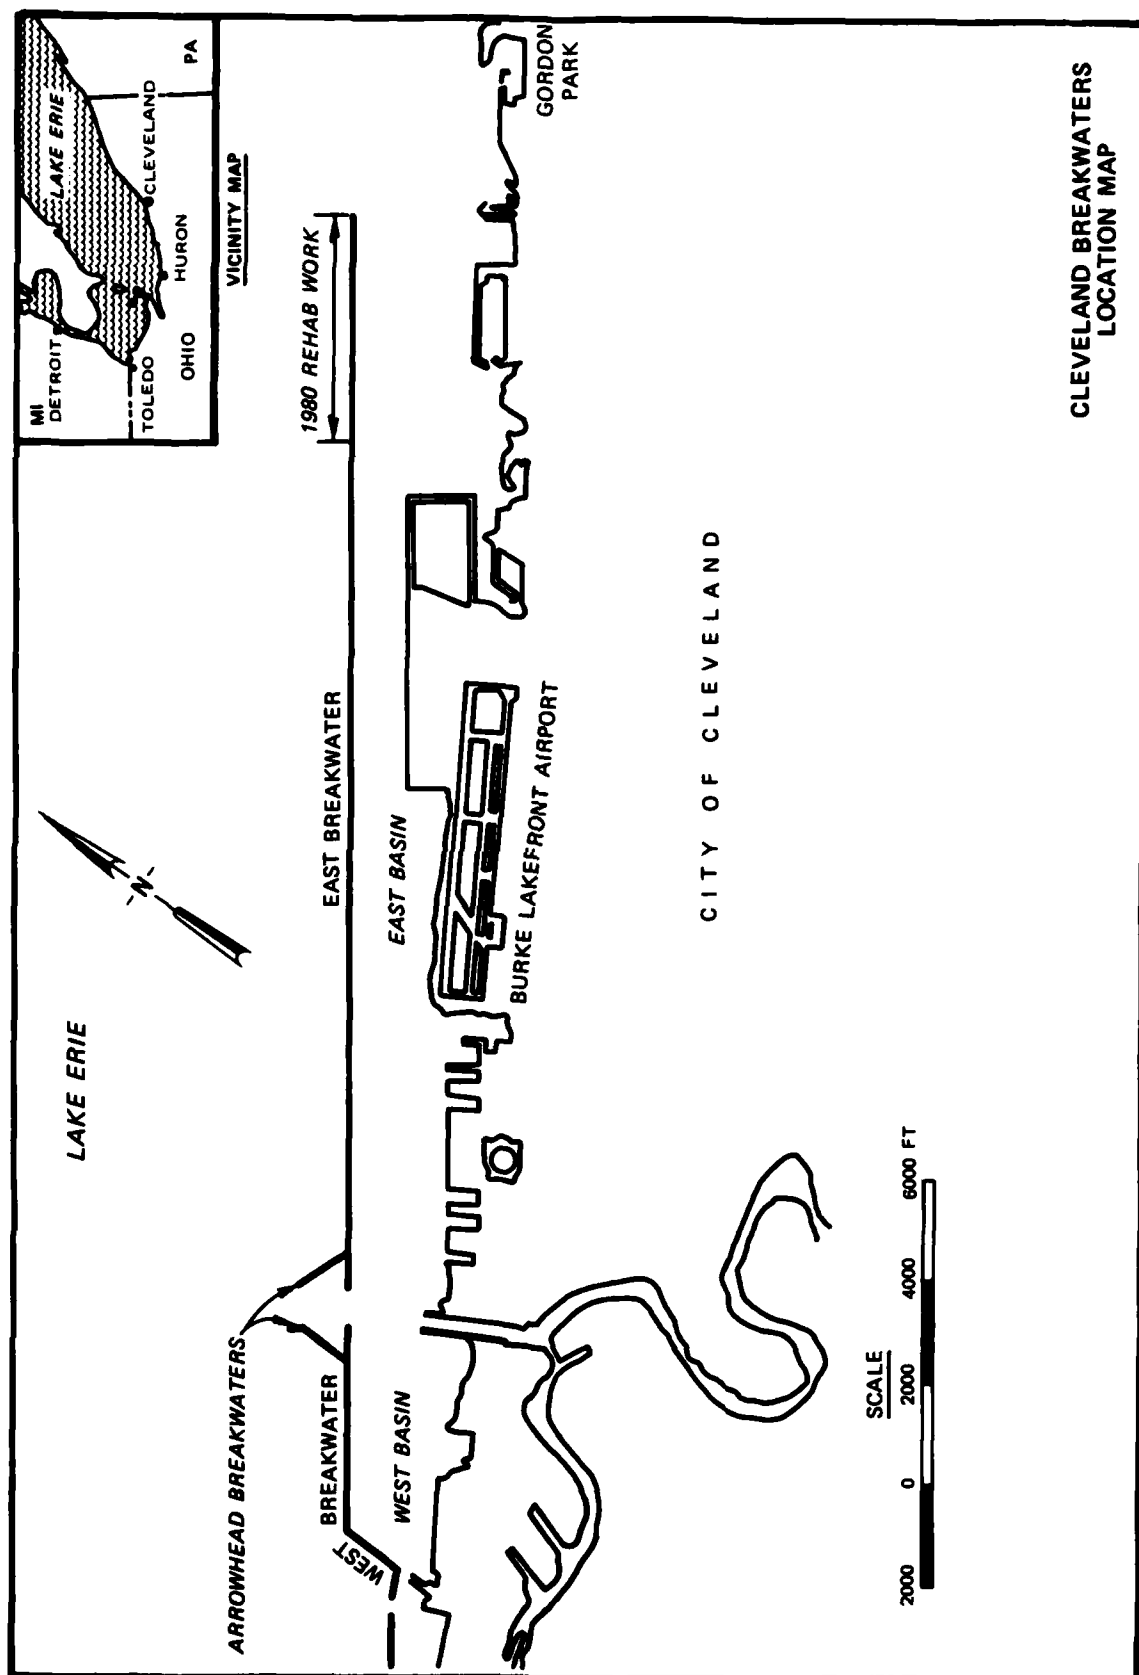 LAKE ERIE
-N-
MI
DETROIT
LAKE ERIE
PA
TOLEDO
CLEVELAND
OHIO
HURON
VICINITY MAP
ARROWHEAD BREAKWATERS
1980 REHAB WORK
WEST
BREAKWATER
EAST BREAKWATER
WEST BASIN
EAST BASIN
BURKE LAKEFRONT AIRPORT
GORDON
PARK
CITY OF CLEVELAND
SCALE
2000 0 2000 4000 6000 FT
CLEVELAND BREAKWATERS
LOCATION MAP